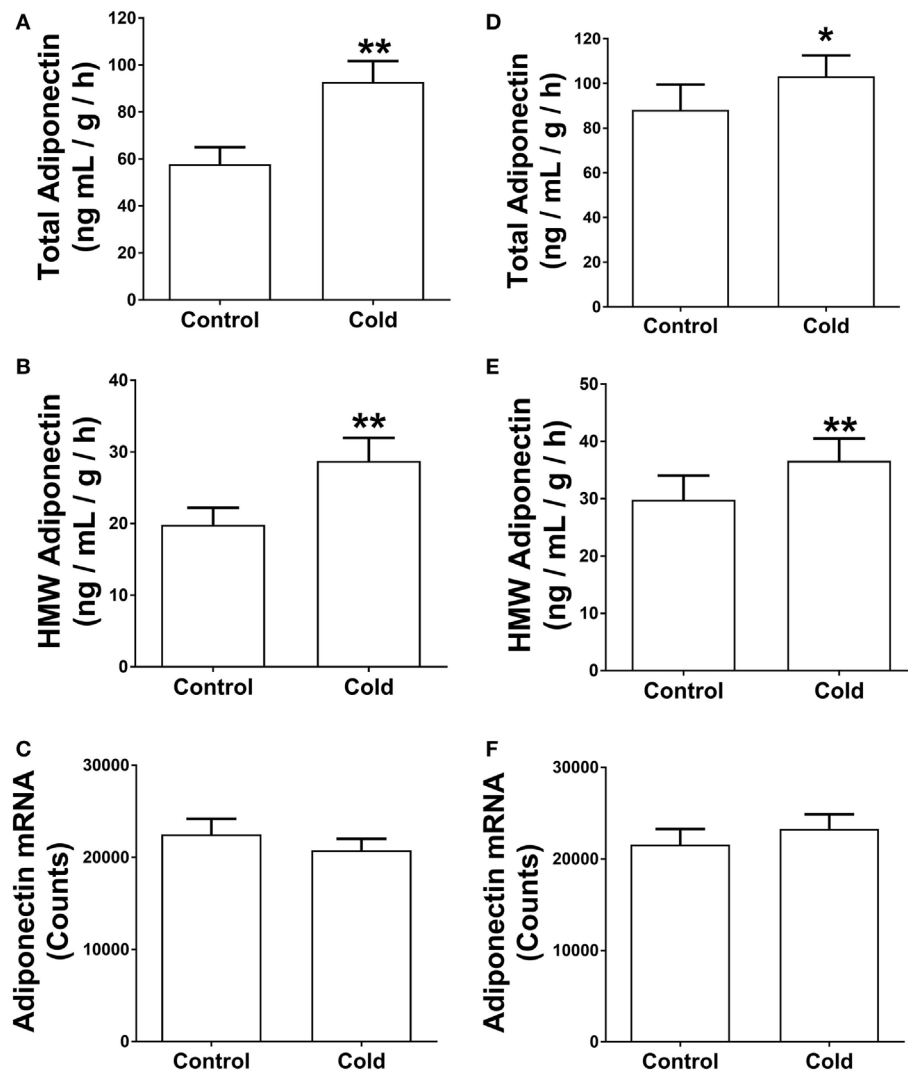 A
Total Adiponectin
(ng mL / g / h)
120
100
80
60
40
20
0
**
Control
Cold
D
Total Adiponectin
(ng / mL / g / h)
120
100
80
60
40
20
0
*
Control
Cold
B
HMW Adiponectin
(ng / mL / g / h)
40
30
20
10
0
**
Control
Cold
E
HMW Adiponectin
(ng / mL / g / h)
50
40
30
20
10
0
**
Control
Cold
C
Adiponectin mRNA
(Counts)
30000
20000
10000
0
Control
Cold
F
Adiponectin mRNA
(Counts)
30000
20000
10000
0
Control
Cold